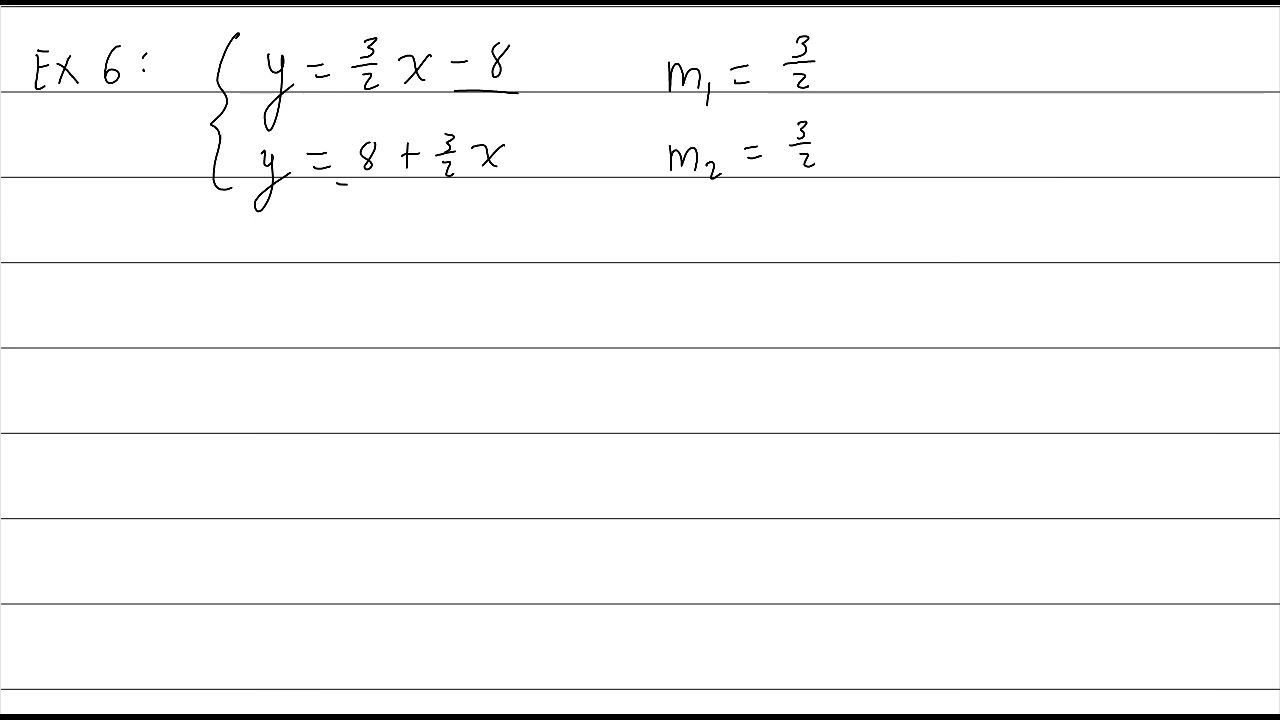 EX 6: { y = 3/2 x - 8 m₁ = 3/2
y = 8 + 3/2 x m₂ = 3/2